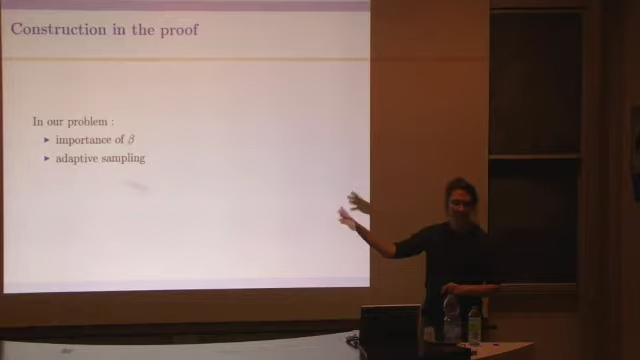 Construction in the proof
In our problem :
► importance of β
► adaptive sampling